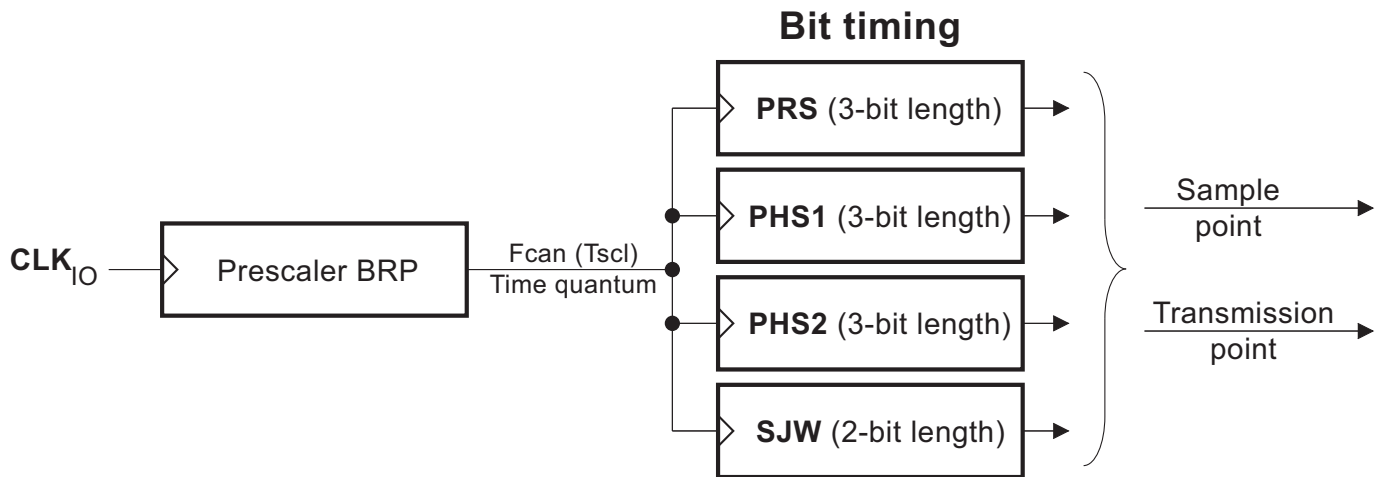 Bit timing
PRS (3-bit length)
PHS1 (3-bit length)
Sample
point
CLKIO
Prescaler BRP
Fcan (Tscl)
Time quantum
PHS2 (3-bit length)
Transmission
point
SJW (2-bit length)